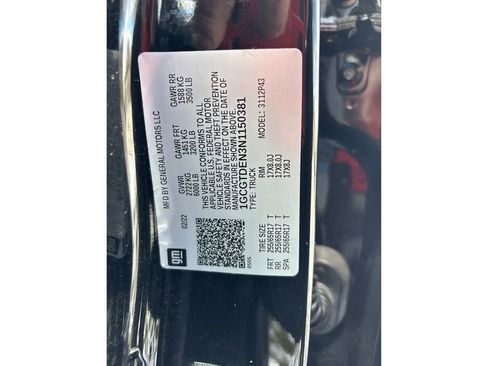 MFD BY GENERAL MOTORS LLC
02/22
GVWR GAWR FRT GAWR RR
2722 KG 1451 KG 1588 KG
6000 LB 3200 LB 3500 LB
THIS VEHICLE CONFORMS TO ALL
APPLICABLE U.S. FEDERAL MOTOR
VEHICLE SAFETY AND THEFT PREVENTION
STANDARDS IN EFFECT ON THE DATE OF
MANUFACTURE SHOWN ABOVE.
1GCGTDEN3N1150381
TYPE: TRUCK 3112P43
gm
TIRE SIZE RIM
FRT 255/65R17 T 17X8.0J
RR 255/65R17 T 17X8.0J
SPA 255/65R17 T 17X8J